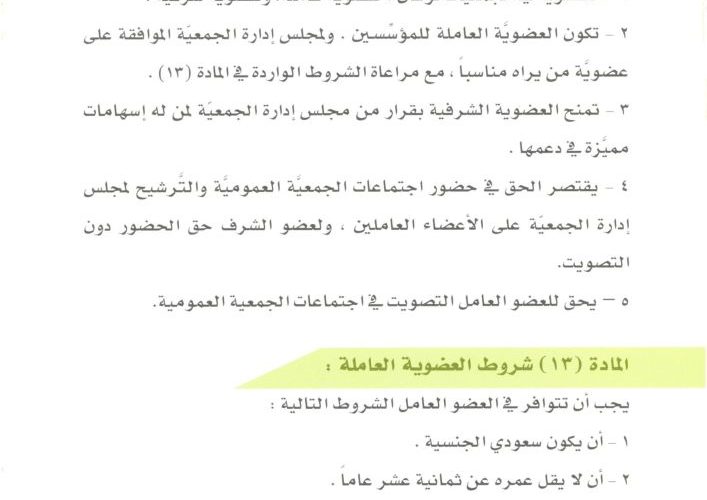 ٢ – تكون العضويَّة العاملة للمؤسِّسين . ولمجلس إدارة الجمعيَّة الموافقة على
عضويَّة من يراه مناسباً ، مع مراعاة الشروط الواردة في المادة (١٣) .
٣ – تمنح العضوية الشرفية بقرار من مجلس إدارة الجمعيَّة لمن له إسهامات
مميَّزة في دعمها .
٤ – يقتصر الحق في حضور اجتماعات الجمعيَّة العموميَّة والتَّرشيح لمجلس
إدارة الجمعيَّة على الأعضاء العاملين ، ولعضو الشرف حق الحضور دون
التصويت.
٥ – يحق للعضو العامل التصويت في اجتماعات الجمعية العمومية.
المادة (١٣) شروط العضوية العاملة :
يجب أن تتوافر في العضو العامل الشروط التالية :
١ – أن يكون سعودي الجنسية .
٢ – أن لا يقل عمره عن ثمانية عشر عاماً .